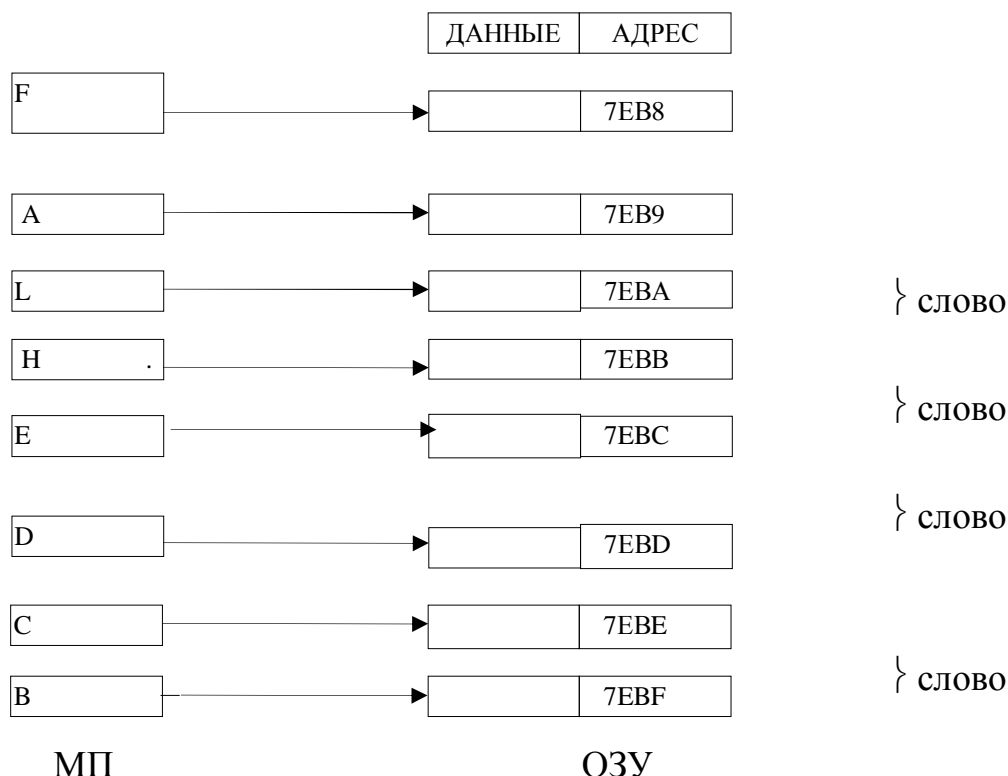 ДАННЫЕ АДРЕС
F 7EB8
A 7EB9
L 7EBA
} слово
H . 7EBB
} слово
E 7EBC
} слово
D 7EBD
C 7EBE
} слово
B 7EBF
МП ОЗУ